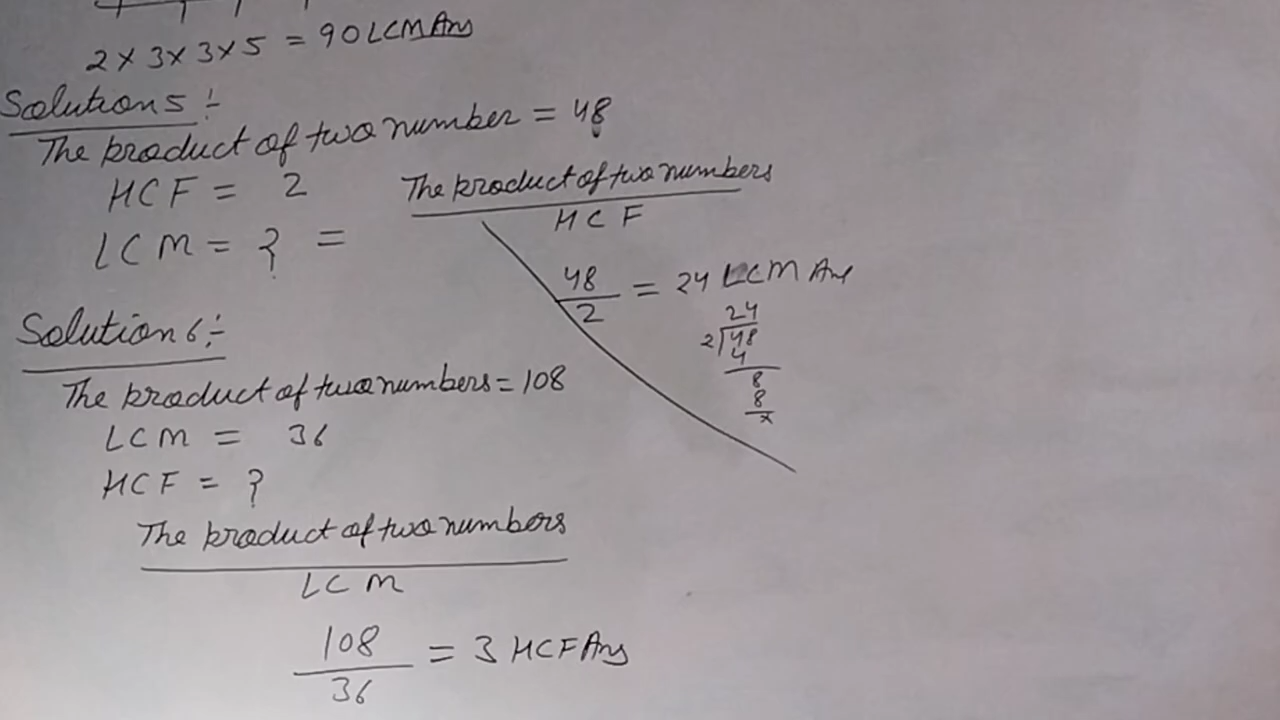 2 × 3 × 3 × 5 = 90 LCM Ans
Solution 5 :-
The product of two number = 48
HCF = 2
LCM = ? =
The product of two numbers
HCF
48
2
= 24 LCM Ans
24
2 48
4
8
8
×
Solution 6 :-
The product of two numbers = 108
LCM = 36
HCF = ?
The product of two numbers
LCM
108
36
= 3 HCF Ans